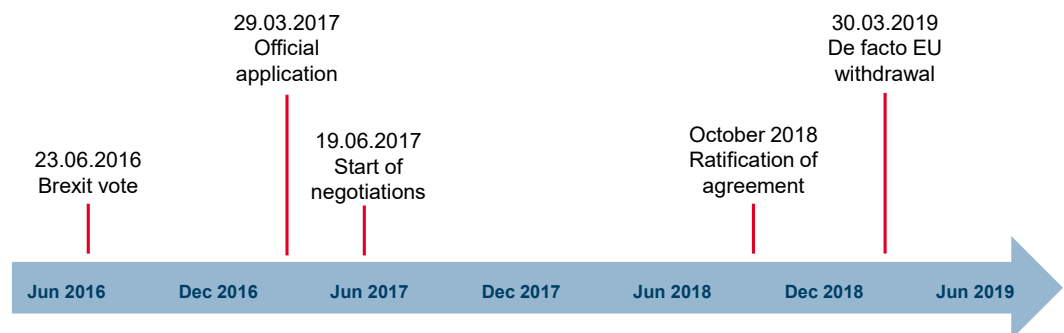 29.03.2017
Official
application
30.03.2019
De facto EU
withdrawal
23.06.2016
Brexit vote
19.06.2017
Start of
negotiations
October 2018
Ratification of
agreement
Jun 2016 Dec 2016 Jun 2017 Dec 2017 Jun 2018 Dec 2018 Jun 2019